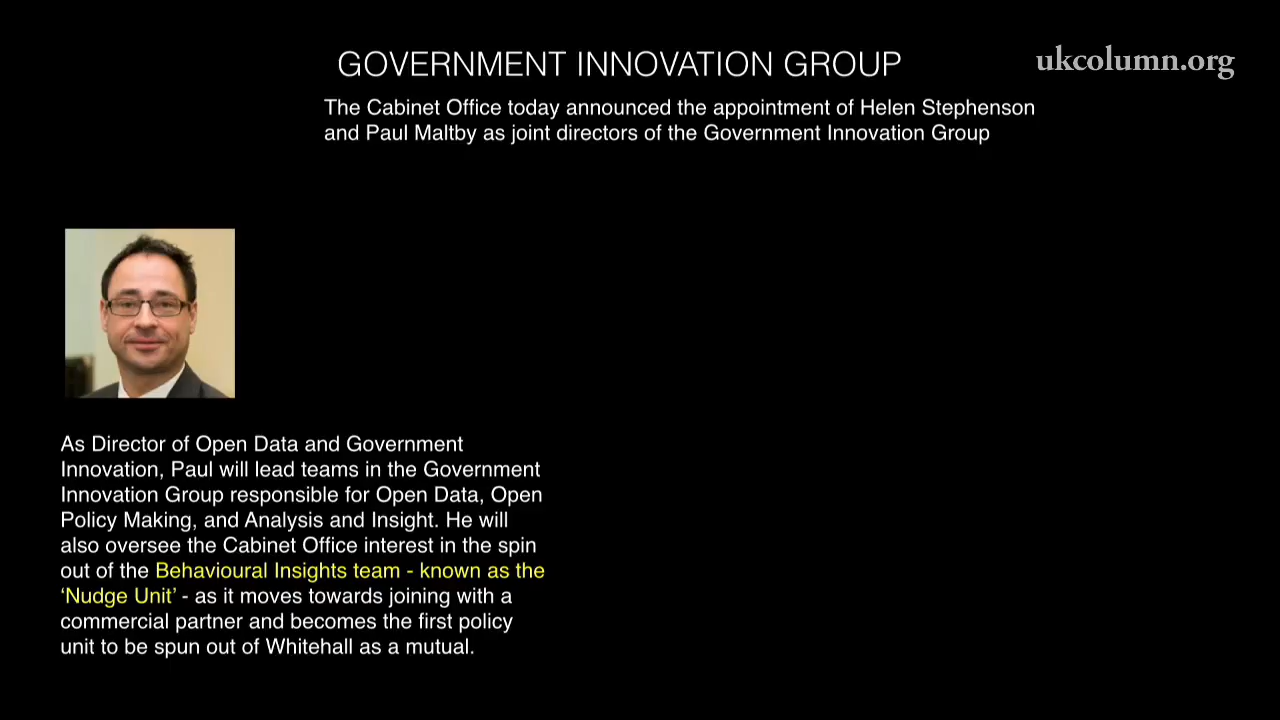 GOVERNMENT INNOVATION GROUP
ukcolumn.org
The Cabinet Office today announced the appointment of Helen Stephenson
and Paul Maltby as joint directors of the Government Innovation Group
As Director of Open Data and Government
Innovation, Paul will lead teams in the Government
Innovation Group responsible for Open Data, Open
Policy Making, and Analysis and Insight. He will
also oversee the Cabinet Office interest in the spin
out of the Behavioural Insights team - known as the
‘Nudge Unit’ - as it moves towards joining with a
commercial partner and becomes the first policy
unit to be spun out of Whitehall as a mutual.